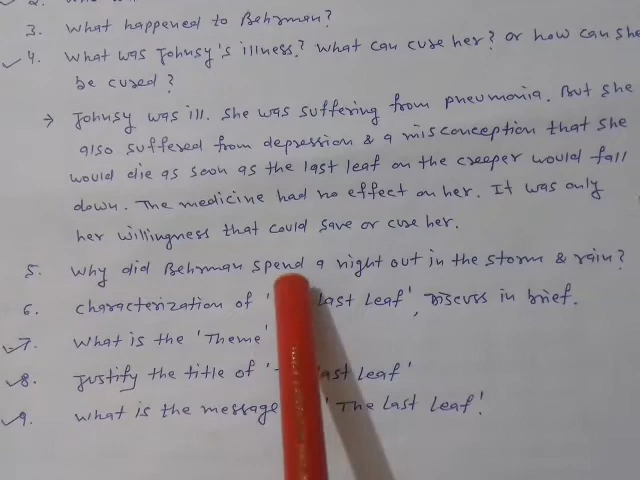 2.
3. What happened to Behrman?
4. What was Johnsy's illness? What can cure her? or how can she
be cured?
→ Johnsy was ill. She was suffering from pneumonia. But she
also suffered from depression & a misconception that she
would die as soon as the last leaf on the creeper would fall
down. The medicine had no effect on her. It was only
her willingness that could save or cure her.
5. Why did Behrman spend a night out in the storm & rain?
6. Characterization of ' Last Leaf', Discuss in brief.
7. What is the 'Theme'
8. Justify the title of ' Last Leaf'
9. What is the message 'The Last Leaf'.